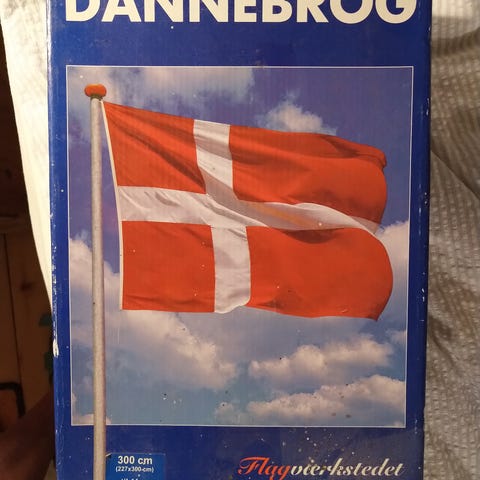 DANNEBROG
300 cm
(227x300 cm)
Flagværkstedet